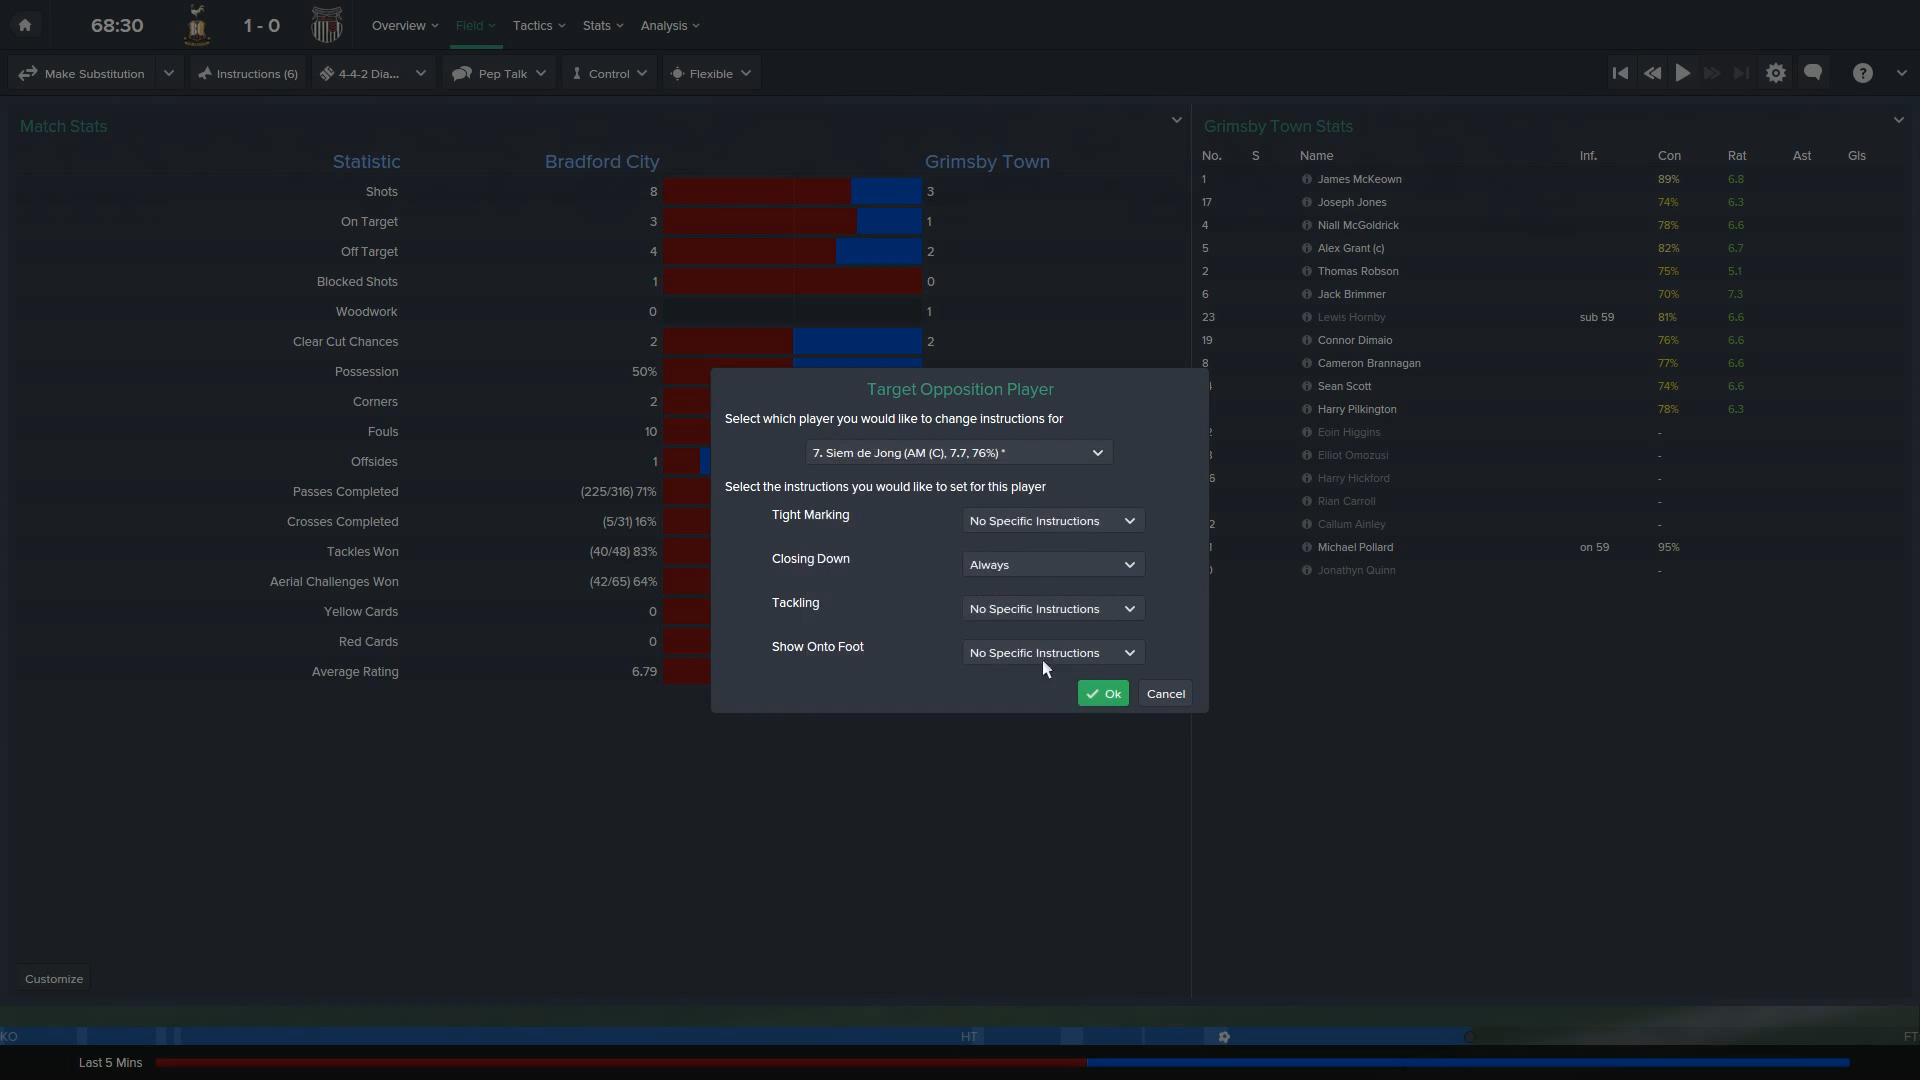 68:30
1 - 0
Overview
Field
Tactics
Stats
Analysis
Make Substitution
Instructions (6)
4-4-2 Dia...
Pep Talk
Control
Flexible
Match Stats
Statistic Bradford City Grimsby Town
Shots 8 3
On Target 3 1
Off Target 4 2
Blocked Shots 1 0
Woodwork 0 1
Clear Cut Chances 2 2
Possession 50%
Corners 2
Fouls 10
Offsides 1
Passes Completed (225/316) 71%
Crosses Completed (5/31) 16%
Tackles Won (40/48) 83%
Aerial Challenges Won (42/65) 64%
Yellow Cards 0
Red Cards 0
Average Rating 6.79
Customize
Target Opposition Player
Select which player you would like to change instructions for
7. Siem de Jong (AM (C), 7.7, 76%) *
Select the instructions you would like to set for this player
Tight Marking No Specific Instructions
Closing Down Always
Tackling No Specific Instructions
Show Onto Foot No Specific Instructions
Ok Cancel
Grimsby Town Stats
No. S Name Inf. Con Rat Ast Gls
1 James McKeown 89% 6.8
17 Joseph Jones 74% 6.3
4 Niall McGoldrick 78% 6.6
5 Alex Grant (c) 82% 6.7
2 Thomas Robson 75% 5.1
6 Jack Brimmer 70% 7.3
23 Lewis Hornby sub 59 81% 6.6
19 Connor Dimaio 76% 6.6
8 Cameron Brannagan 77% 6.6
Sean Scott 74% 6.6
Harry Pilkington 78% 6.3
Eoin Higgins -
Elliot Omozusi -
Harry Hickford -
Rian Carroll -
Callum Ainley -
Michael Pollard on 59 95%
Jonathyn Quinn -
KO HT FT
Last 5 Mins